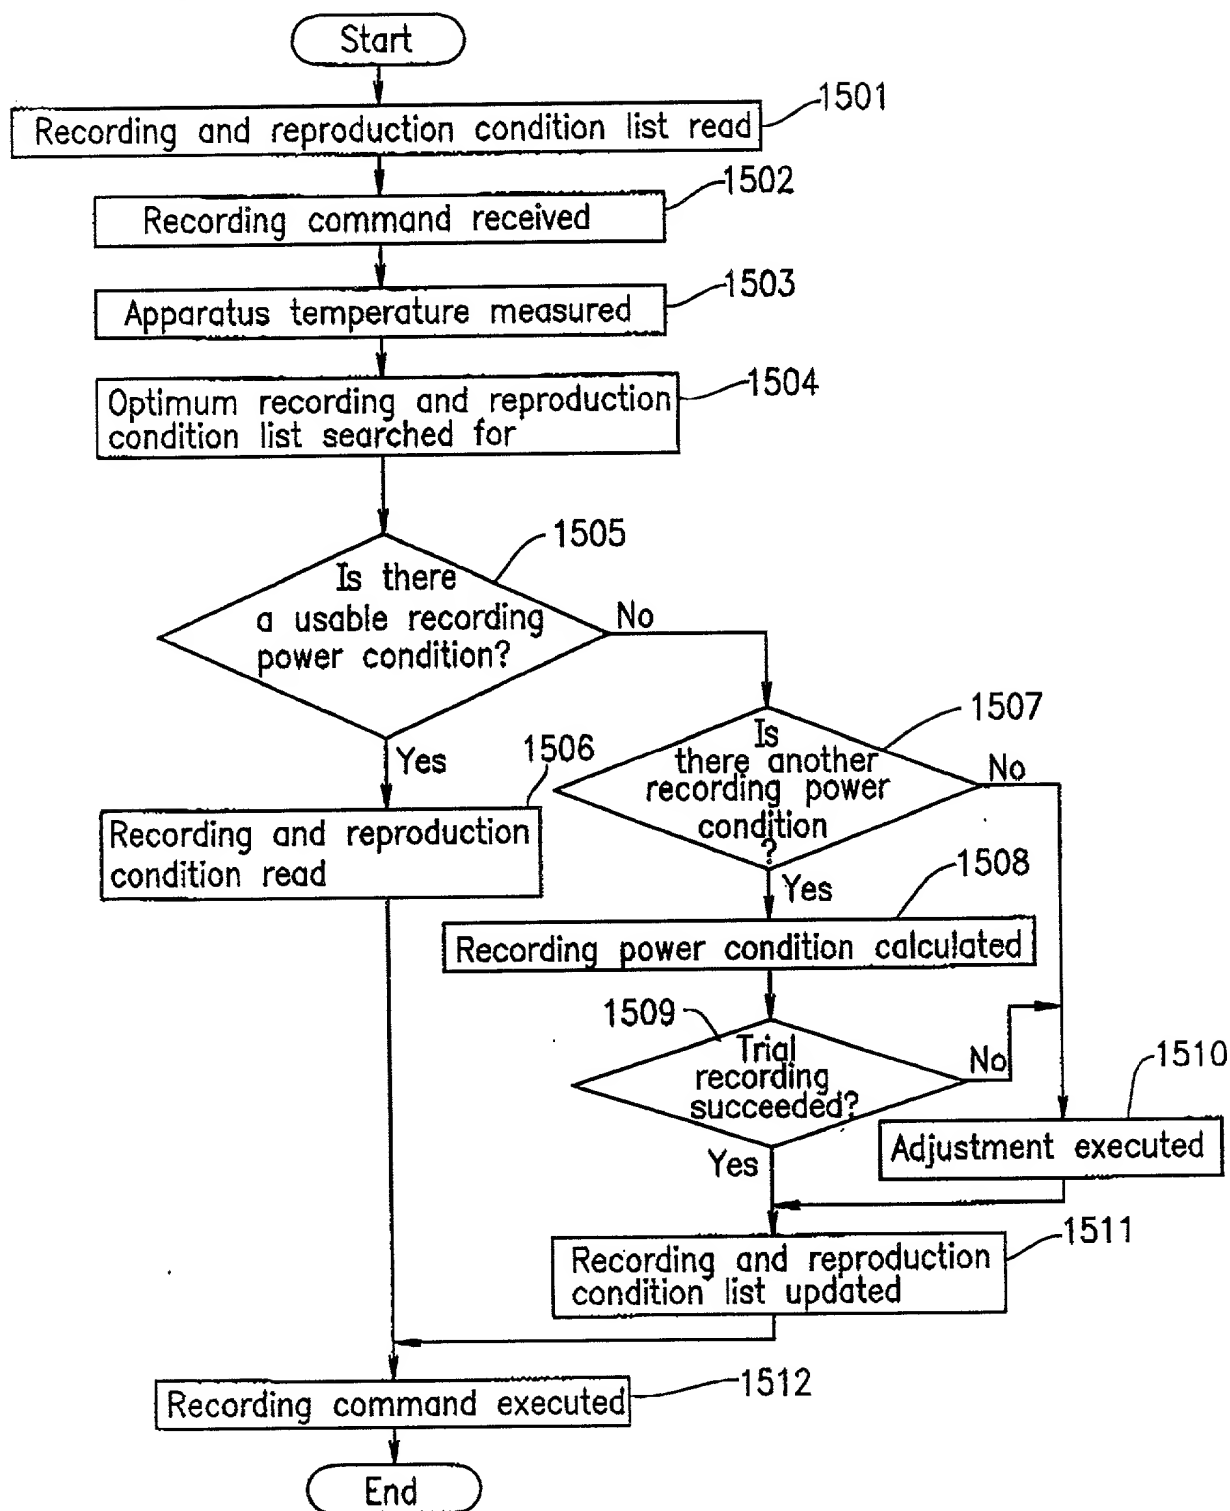 Start
1501
Recording and reproduction condition list read
1502
Recording command received
1503
Apparatus temperature measured
1504
Optimum recording and reproduction
condition list searched for
1505
Is there
a usable recording
power condition?
No
Yes
1506
Recording and reproduction
condition read
1507
Is
there another
recording power
condition
?
No
Yes
1508
Recording power condition calculated
1509
Trial
recording
succeeded?
No
Yes
1510
Adjustment executed
1511
Recording and reproduction
condition list updated
1512
Recording command executed
End